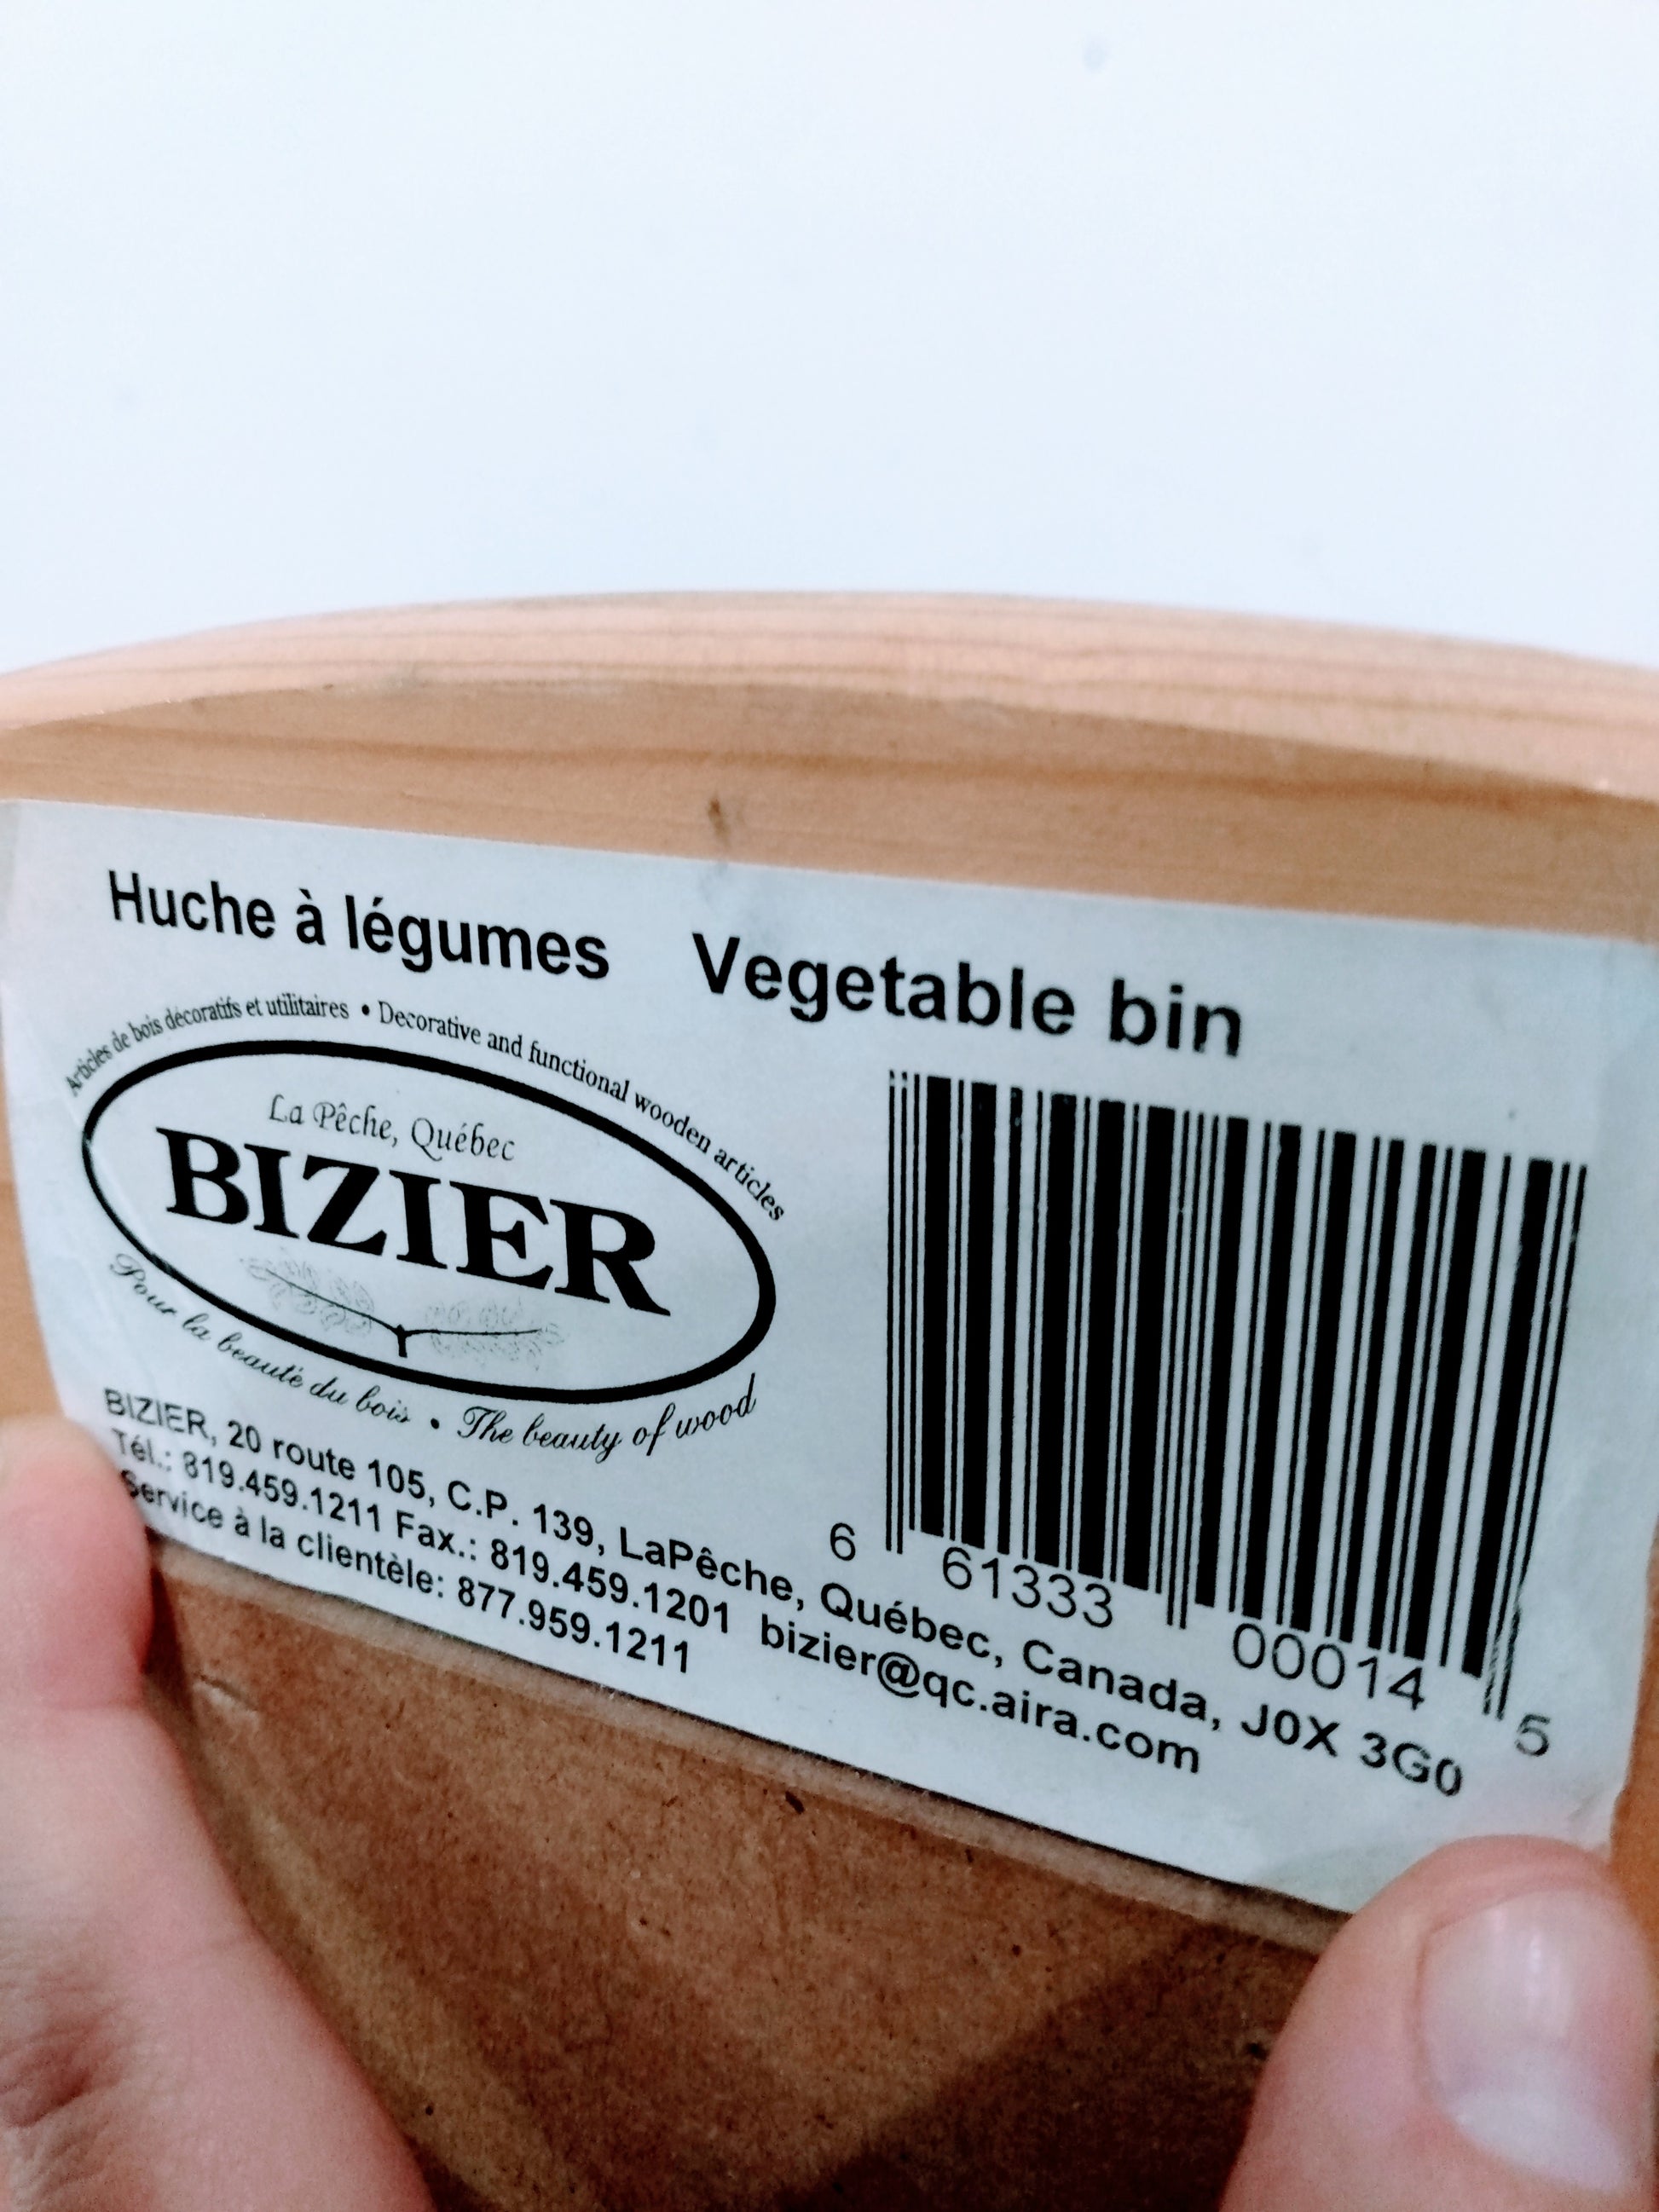 Huche à légumes Vegetable bin
Articles de bois décoratifs et utilitaires • Decorative and functional wooden articles
La Pêche, Québec
BIZIER
Pour la beauté du bois • The beauty of wood
BIZIER, 20 route 105, C.P. 139, LaPêche, Québec, Canada, J0X 3G0
Tél.: 819.459.1211 Fax.: 819.459.1201 bizier@qc.aira.com
Service à la clientèle: 877.959.1211
6 61333 00014 5